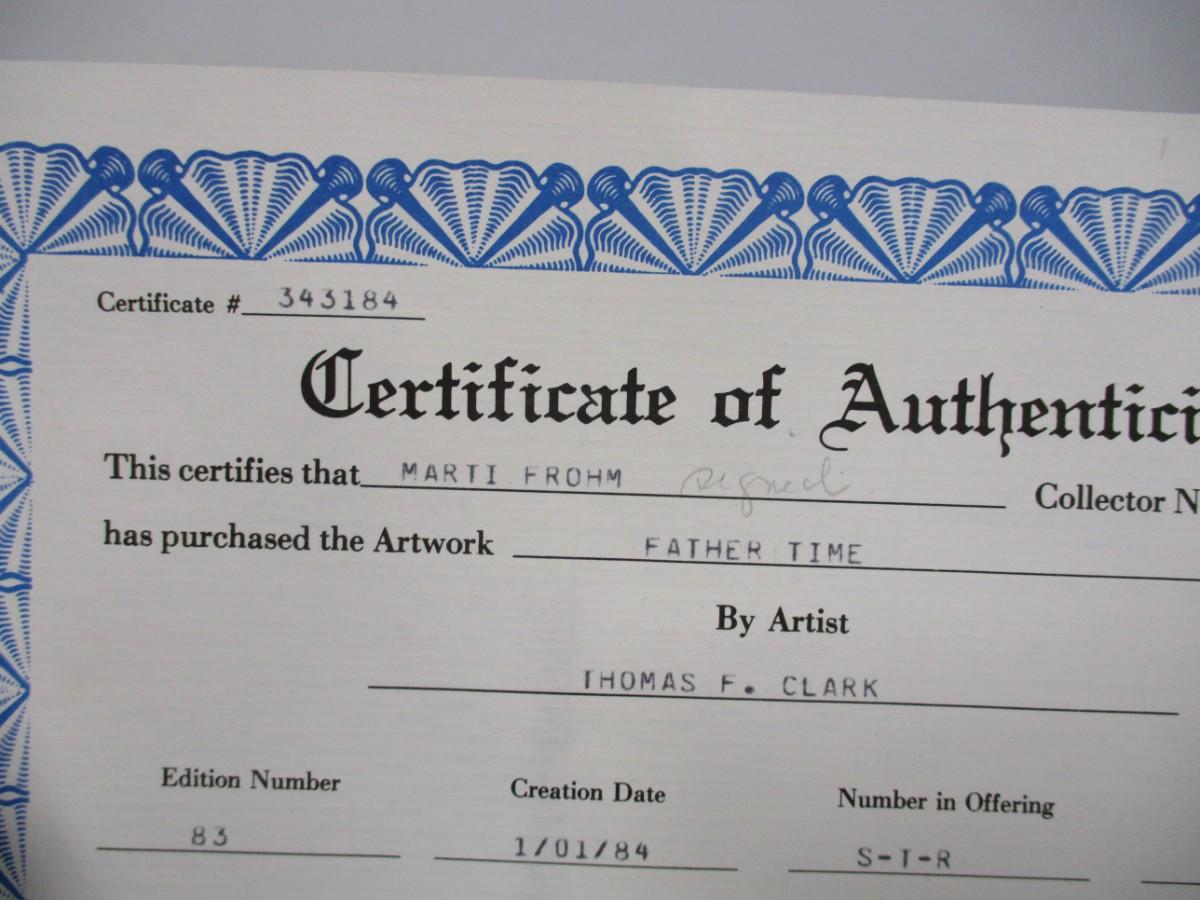 Certificate # 343184
Certificate of Authentici
This certifies that MARTI FROHM signed Collector N
has purchased the Artwork FATHER TIME
By Artist
THOMAS F. CLARK
Edition Number Creation Date Number in Offering
83 1/01/84 S-T-R